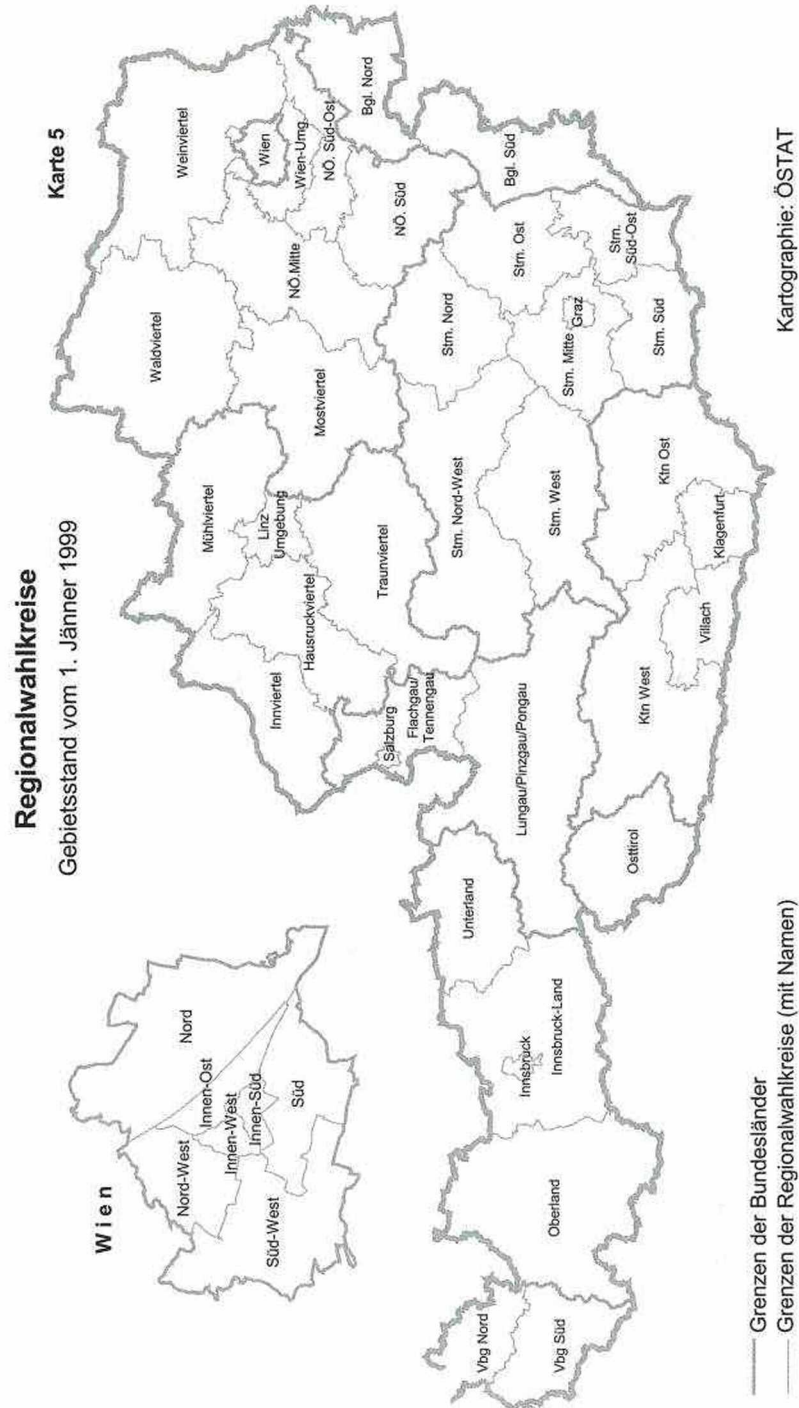 Regionalwahlkreise
Gebietsstand vom 1. Jänner 1999
Karte 5
Wien
Nord
Nord-West
Innen-Ost
Innen-West
Innen-Süd
Süd
Süd-West
Waldviertel
Weinviertel
Wien
Wien-Umg.
NÖ. Süd-Ost
Bgl. Nord
NÖ.Mitte
NÖ. Süd
Mostviertel
Mühlviertel
Linz
Umgebung
Innviertel
Hausruckviertel
Traunviertel
Salzburg
Flachgau/
Tennengau
Lungau/Pinzgau/Pongau
Stm. Nord-West
Stm. Nord
Stm. Ost
Bgl. Süd
Stm. West
Stm. Mitte
Graz
Stm.
Süd-Ost
Stm. Süd
Ktn West
Villach
Klagenfurt
Ktn Ost
Osttirol
Unterland
Innsbruck
Innsbruck-Land
Oberland
Vbg Nord
Vbg Süd
Grenzen der Bundesländer
Grenzen der Regionalwahlkreise (mit Namen)
Kartographie: ÖSTAT